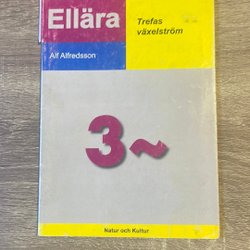 Ellära
Trefas
växelström
Alf Alfredsson
3~
Natur och Kultur